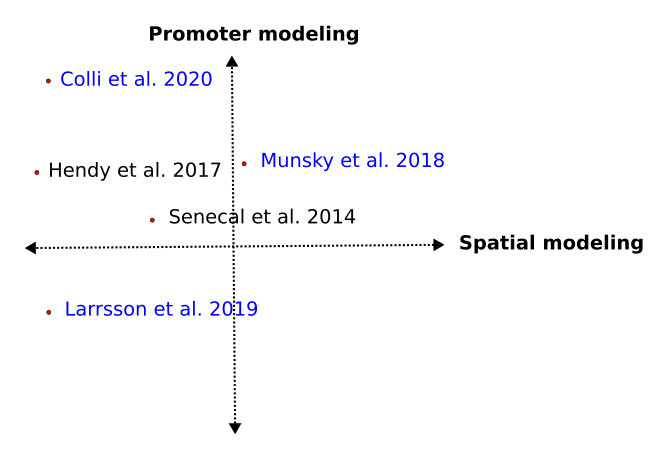 Promoter modeling
Colli et al. 2020
Munsky et al. 2018
Hendy et al. 2017
Senecal et al. 2014
Spatial modeling
Larrsson et al. 2019